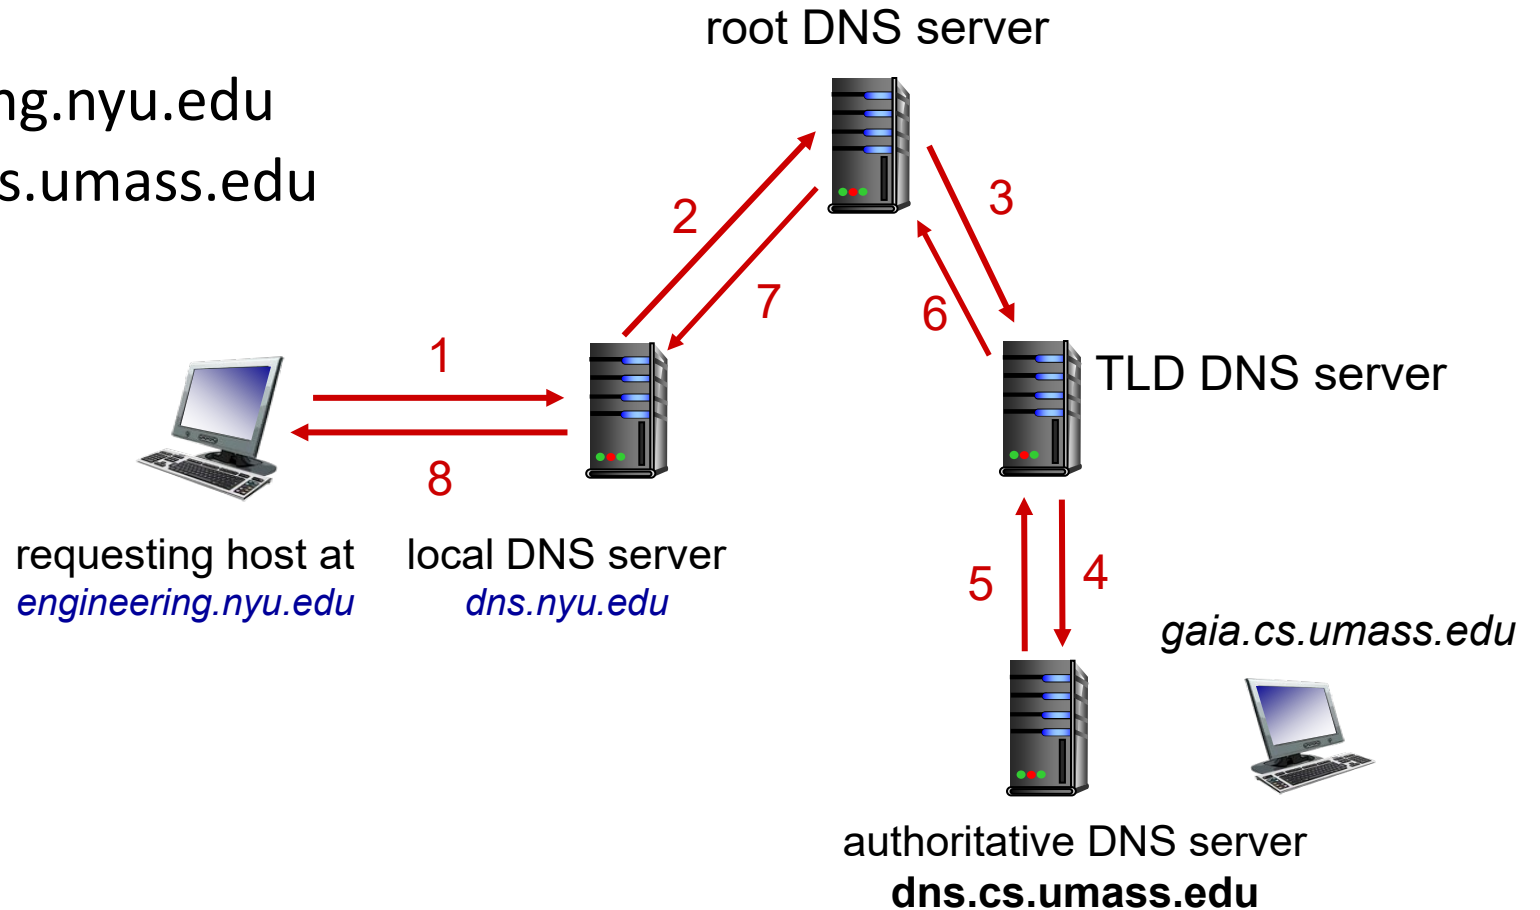 root DNS server
ng.nyu.edu
s.umass.edu
2
3
7
6
1
TLD DNS server
8
requesting host at
engineering.nyu.edu
local DNS server
dns.nyu.edu
5
4
gaia.cs.umass.edu
authoritative DNS server
dns.cs.umass.edu